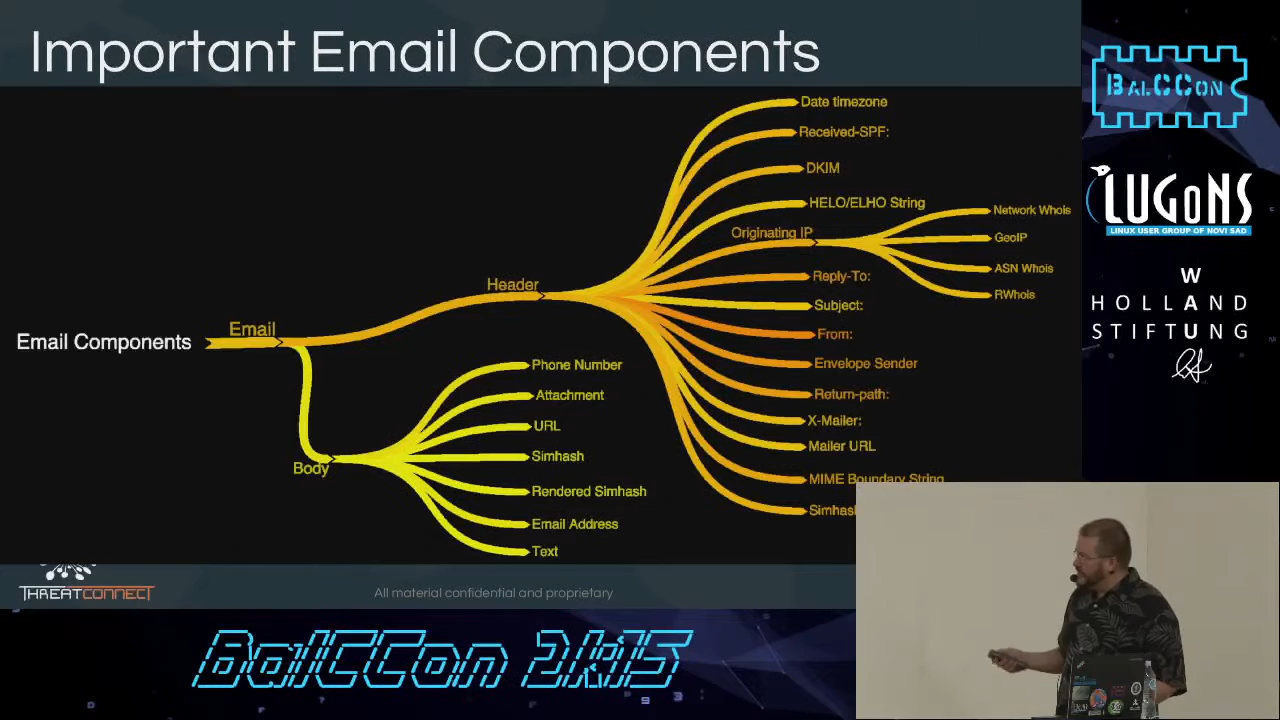 Important Email Components
Email Components
Email
Header
Date timezone
Received-SPF:
DKIM
HELO/ELHO String
Originating IP
Network Whois
GeoIP
ASN Whois
RWhois
Reply-To:
Subject:
From:
Envelope Sender
Return-path:
X-Mailer:
Mailer URL
MIME Boundary String
Simhash
Body
Phone Number
Attachment
URL
Simhash
Rendered Simhash
Email Address
Text
THREATCONNECT
All material confidential and proprietary
BALCCON
LUGONS
LINUX USER GROUP OF NOVI SAD
W
HOLLAND
STIFTUNG
BalCCon 2k15